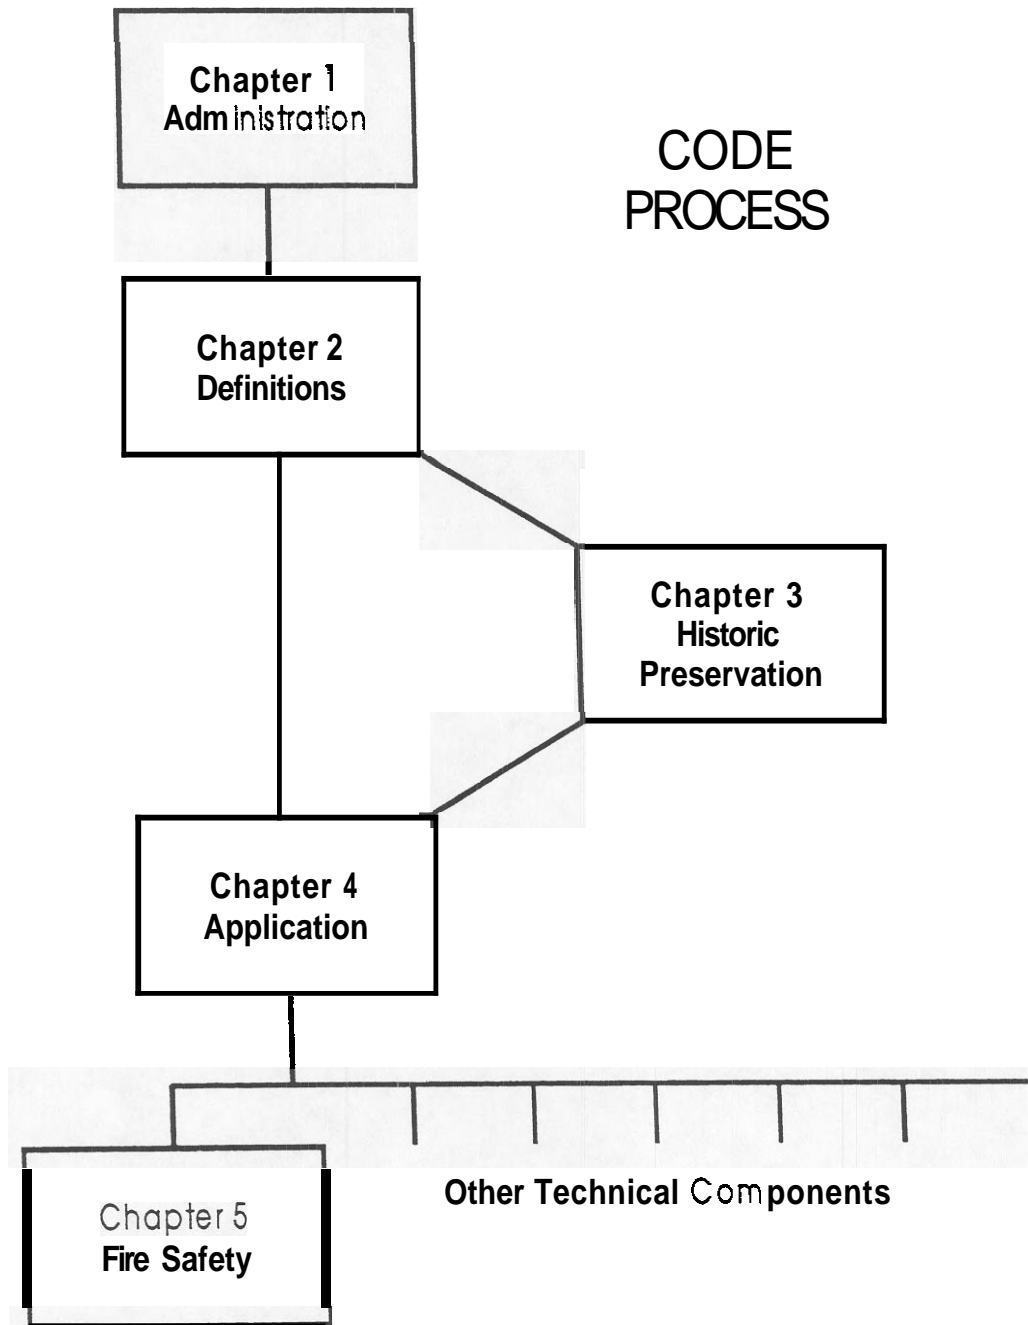 Chapter 1
Administration
CODE
PROCESS
Chapter 2
Definitions
Chapter 3
Historic
Preservation
Chapter 4
Application
Other Technical Components
Chapter 5
Fire Safety